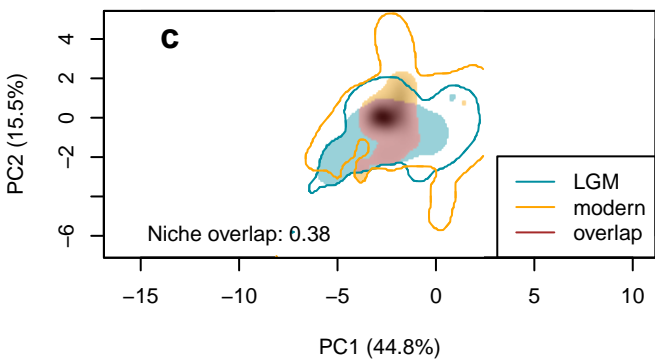 C
4
2
0
−2
−6
PC2 (15.5%)
Niche overlap: 0.38
LGM
modern
overlap
−15
−10
−5
0
5
10
PC1 (44.8%)